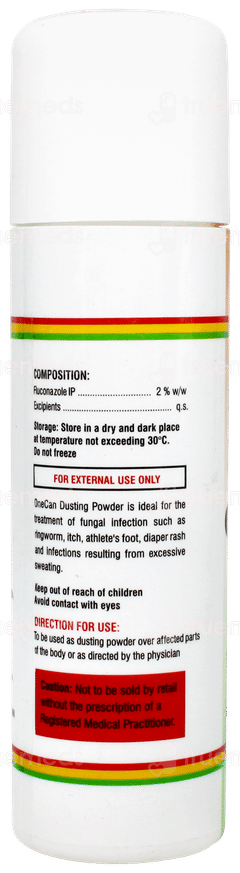 COMPOSITION:
Fluconazole IP ............................ 2 % w/w
Excipients ........................................ q.s.
Storage: Store in a dry and dark place
at temperature not exceeding 30°C.
Do not freeze
FOR EXTERNAL USE ONLY
OneCan Dusting Powder is ideal for the
treatment of fungal infection such as
ringworm, itch, athlete's foot, diaper rash
and infections resulting from excessive
sweating.
Keep out of reach of children
Avoid contact with eyes
DIRECTION FOR USE:
To be used as dusting powder over affected parts
of the body or as directed by the physician
Caution: Not to be sold by retail
without the prescription of a
Registered Medical Practitioner.